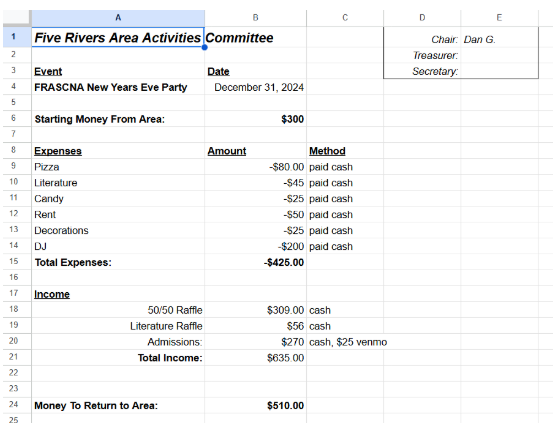 A B C D E
1 Five Rivers Area Activities Committee Chair: Dan G.
2 Treasurer:
3 Event Date Secretary:
4 FRASCNA New Years Eve Party December 31, 2024
5
6 Starting Money From Area: $300
7
8 Expenses Amount Method
9 Pizza -$80.00 paid cash
10 Literature -$45 paid cash
11 Candy -$25 paid cash
12 Rent -$50 paid cash
13 Decorations -$25 paid cash
14 DJ -$200 paid cash
15 Total Expenses: -$425.00
16
17 Income
18 50/50 Raffle $309.00 cash
19 Literature Raffle $56 cash
20 Admissions: $270 cash, $25 venmo
21 Total Income: $635.00
22
23
24 Money To Return to Area: $510.00
25